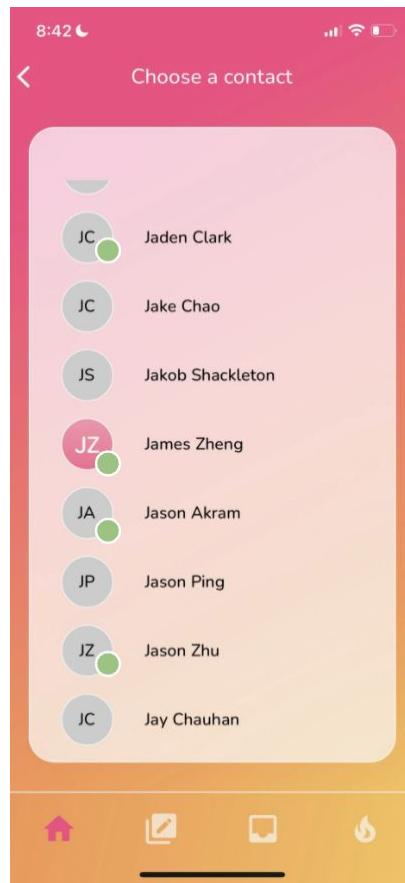 8:42
Choose a contact
JC Jaden Clark
JC Jake Chao
JS Jakob Shackleton
JZ James Zheng
JA Jason Akram
JP Jason Ping
JZ Jason Zhu
JC Jay Chauhan